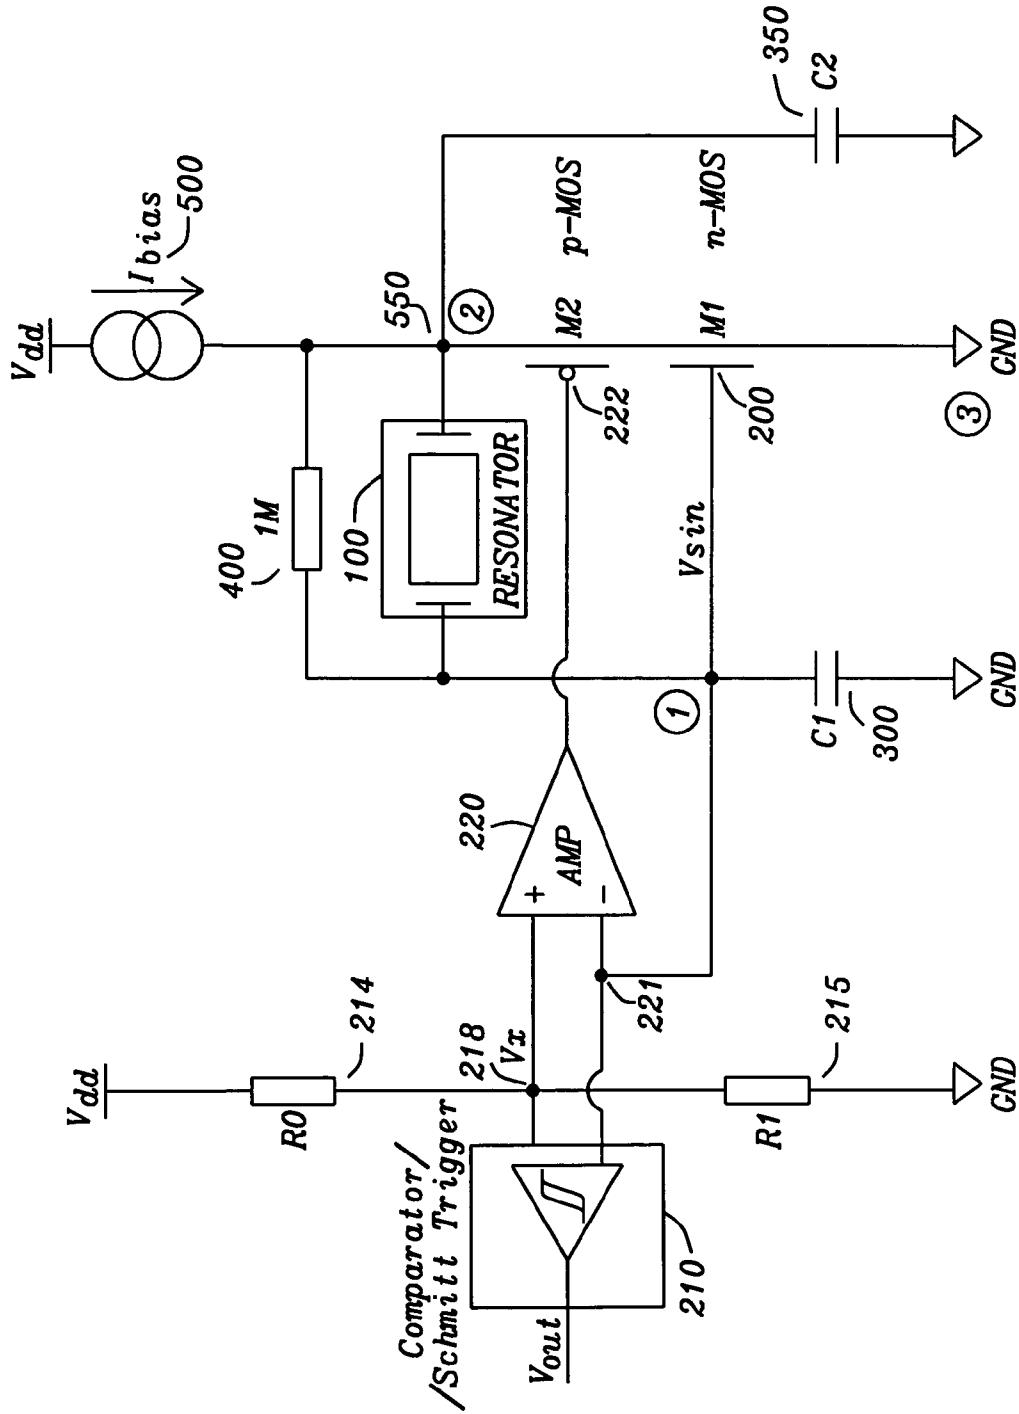 Vdd
Ibias
500
400
1M
550
2
350
C2
100
RESONATOR
222
M2
p-MOS
200
M1
n-MOS
Vsin
1
C1
300
GND
3
GND
220
AMP
+
-
221
Vdd
R0
214
218
Vx
R1
215
GND
Comparator/
/Schmitt Trigger
210
Vout